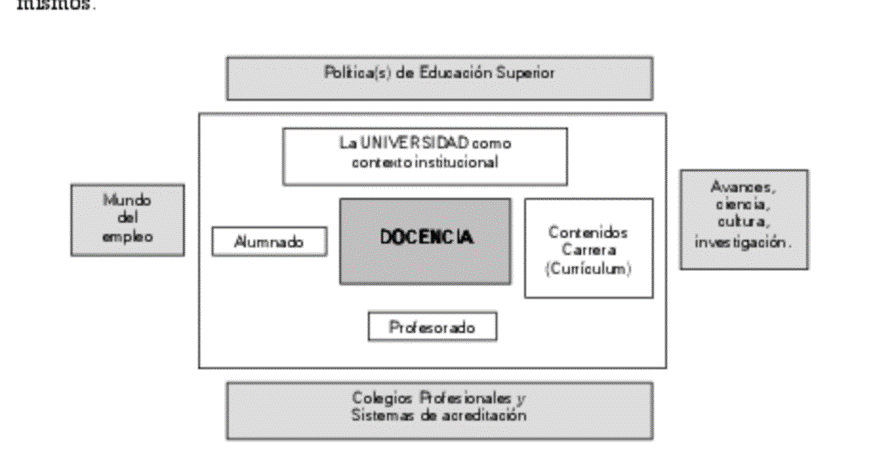 mismos.
Política(s) de Educación Superior
La UNIVERSIDAD como
contexto institucional
Mundo
del
empleo
Alumnado
DOCENCIA
Contenidos
Carrera
(Currículum)
Avances,
ciencia,
cultura,
investigación.
Profesorado
Colegios Profesionales y
Sistemas de acreditación